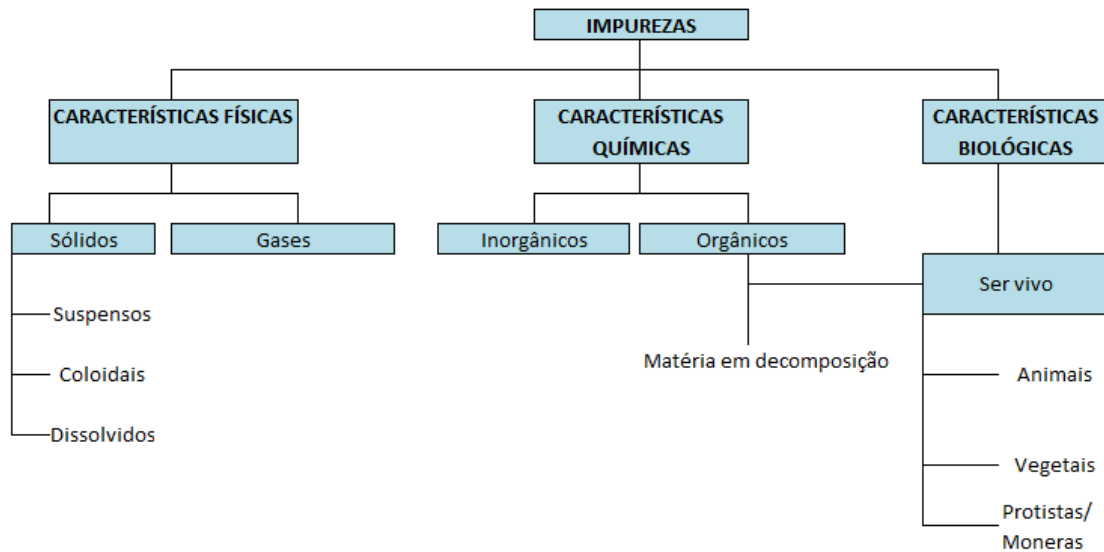 IMPUREZAS
CARACTERÍSTICAS FÍSICAS
CARACTERÍSTICAS
QUÍMICAS
CARACTERÍSTICAS
BIOLÓGICAS
Sólidos
Gases
Inorgânicos
Orgânicos
Ser vivo
Suspensos
Coloidais
Dissolvidos
Matéria em decomposição
Animais
Vegetais
Protistas/
Moneras